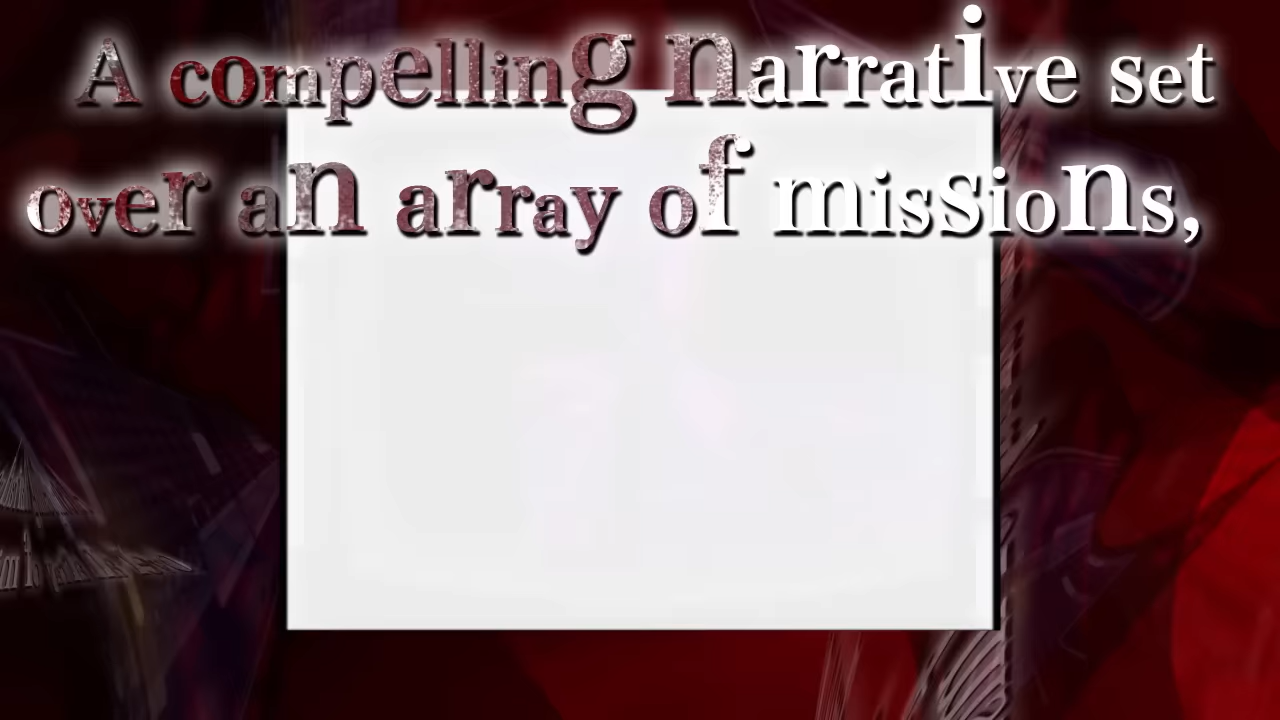 A compelling narrative set
over an array of missions,